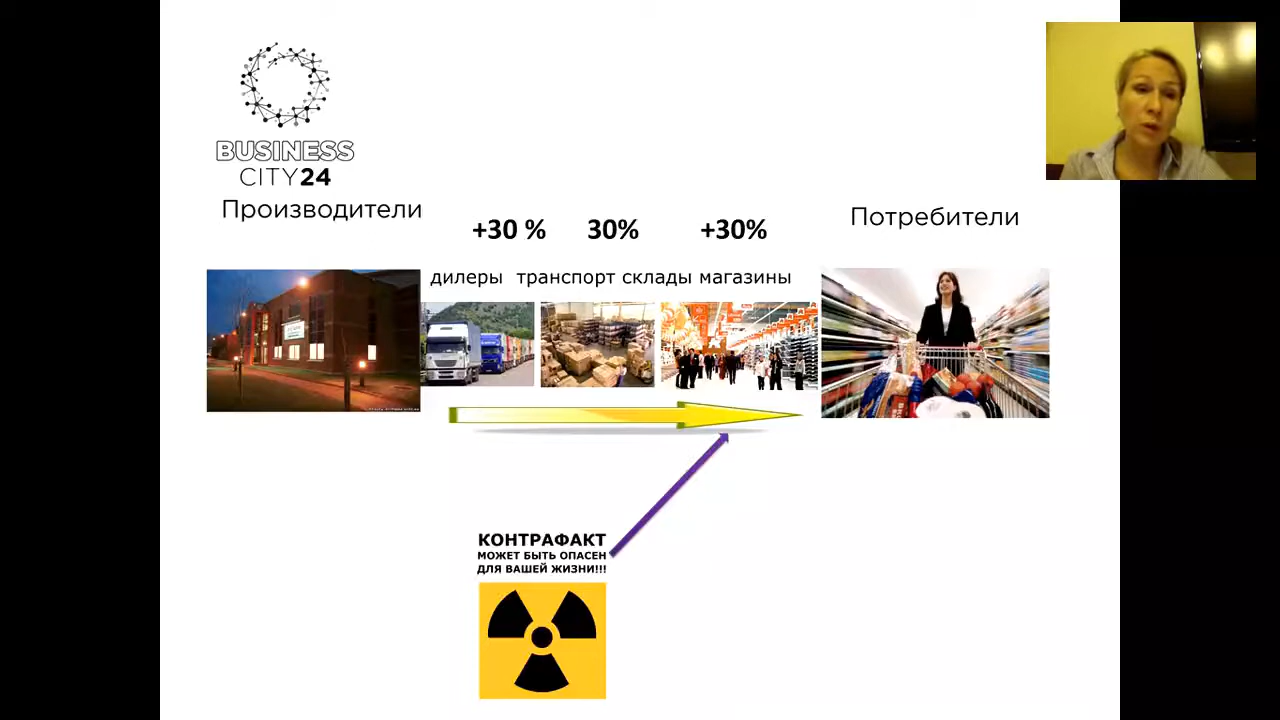 BUSINESS
CITY24
Производители
+30 % 30% +30%
Потребители
дилеры транспорт склады магазины
КОНТРАФАКТ
МОЖЕТ БЫТЬ ОПАСЕН
ДЛЯ ВАШЕЙ ЖИЗНИ!!!